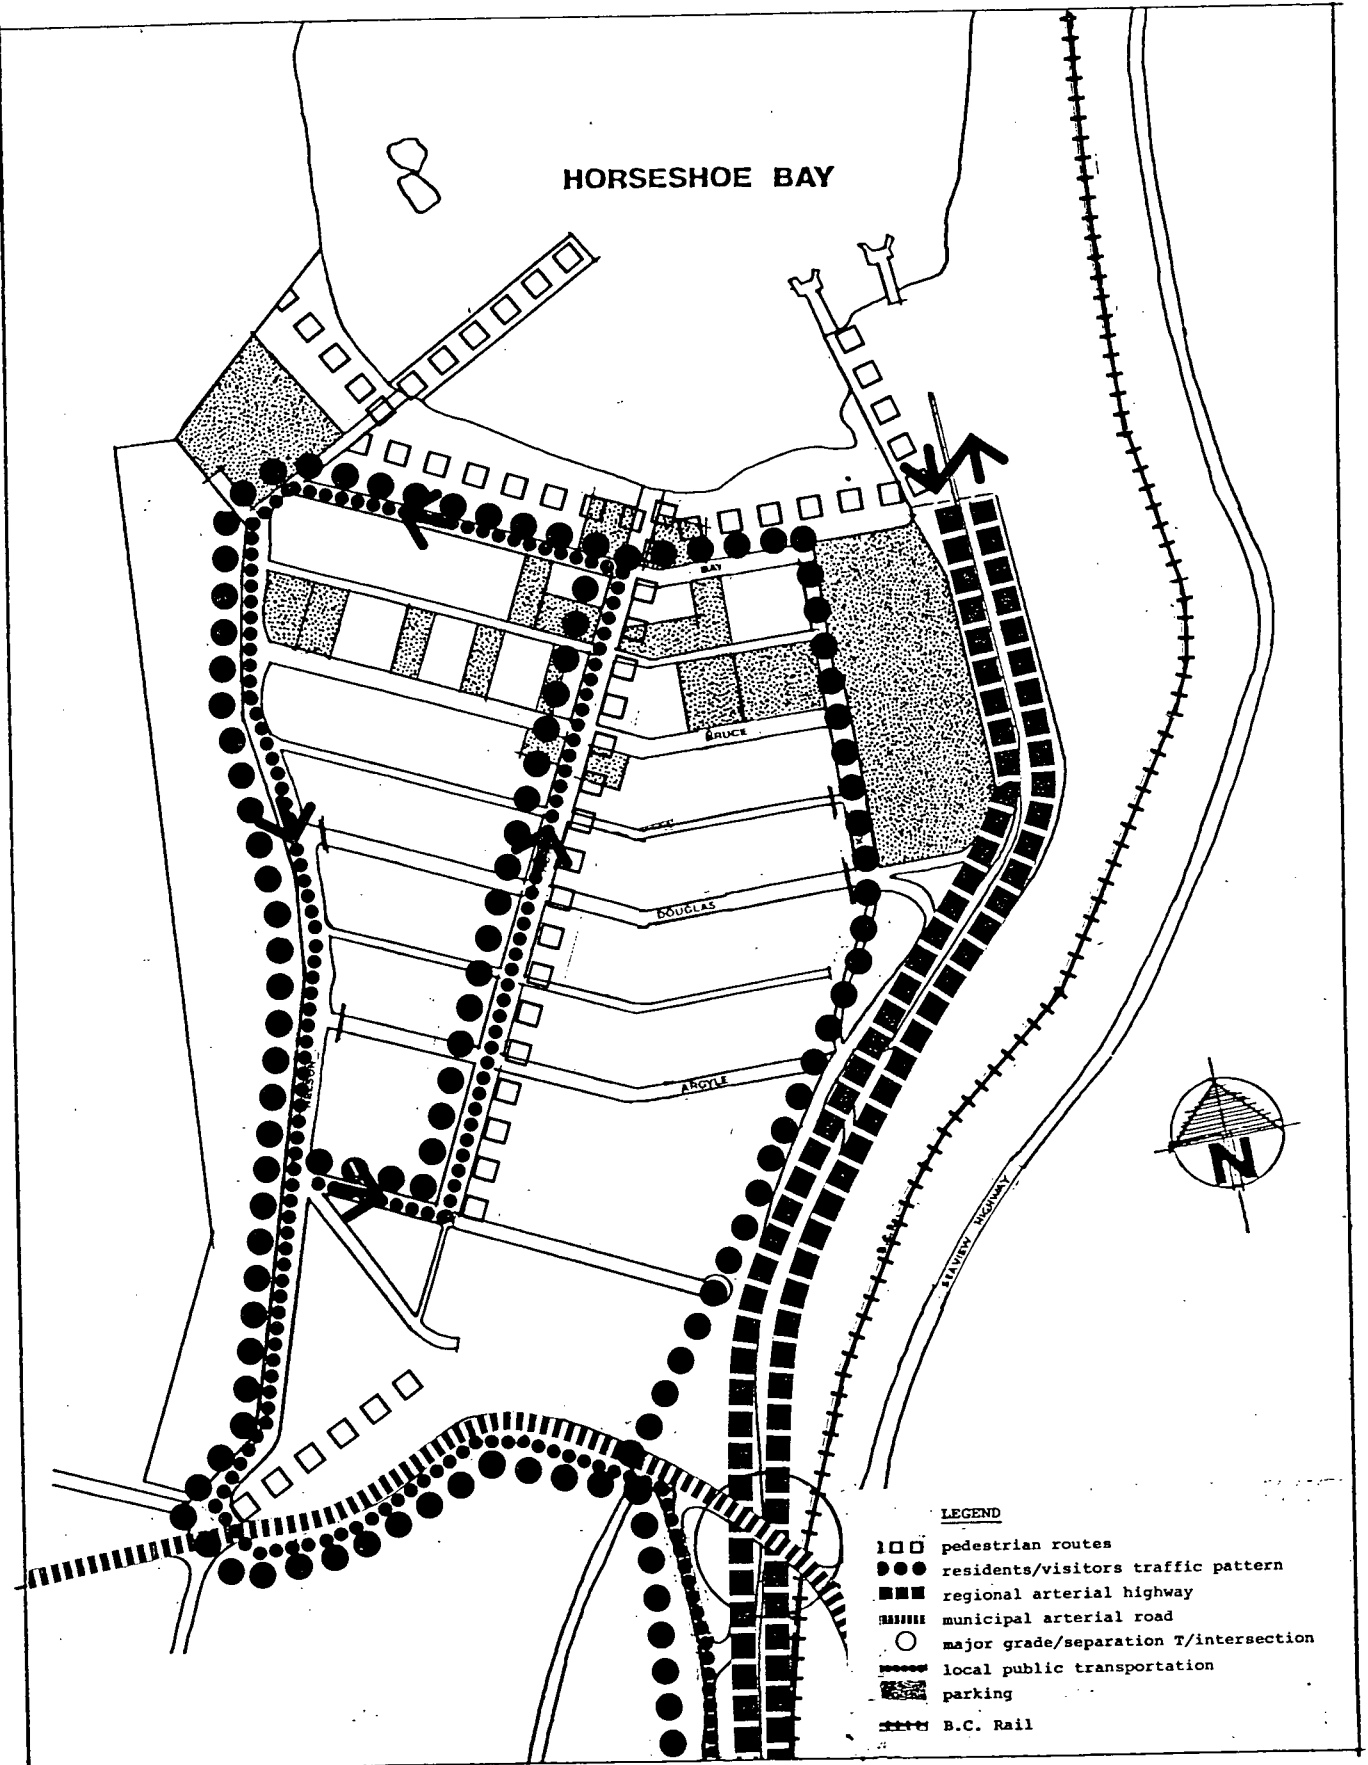 HORSESHOE BAY
BAY
BRUCE
DOUGLAS
ARGYLE
NELSON
SEAVIEW HIGHWAY
N
LEGEND
pedestrian routes
residents/visitors traffic pattern
regional arterial highway
municipal arterial road
major grade/separation T/intersection
local public transportation
parking
B.C. Rail